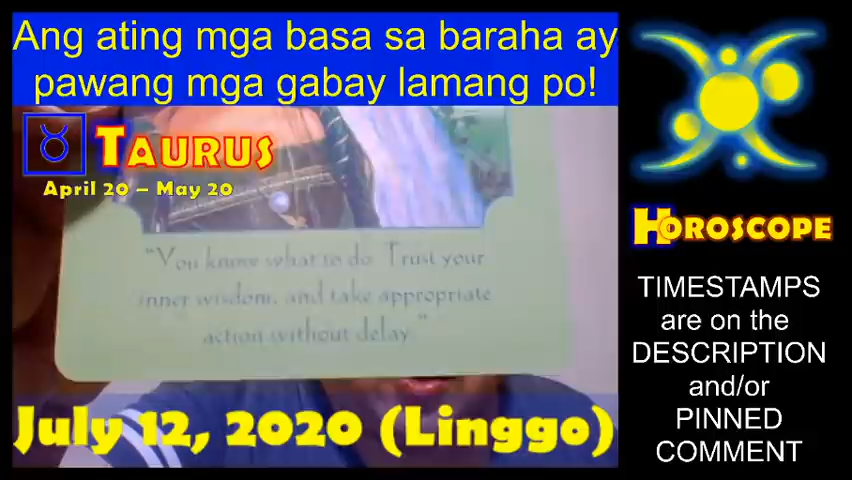 Ang ating mga basa sa baraha ay
pawang mga gabay lamang po!
TAURUS
April 20 – May 20
"You know what to do. Trust your
inner wisdom, and take appropriate
action without delay."
July 12, 2020 (Linggo)
HOROSCOPE
TIMESTAMPS
are on the
DESCRIPTION
and/or
PINNED
COMMENT